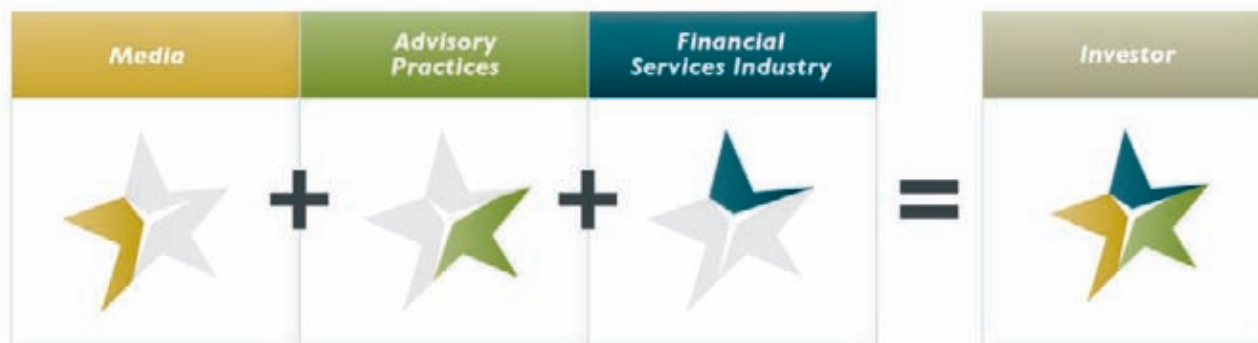 Media
Advisory
Practices
Financial
Services Industry
Investor
+
+
=